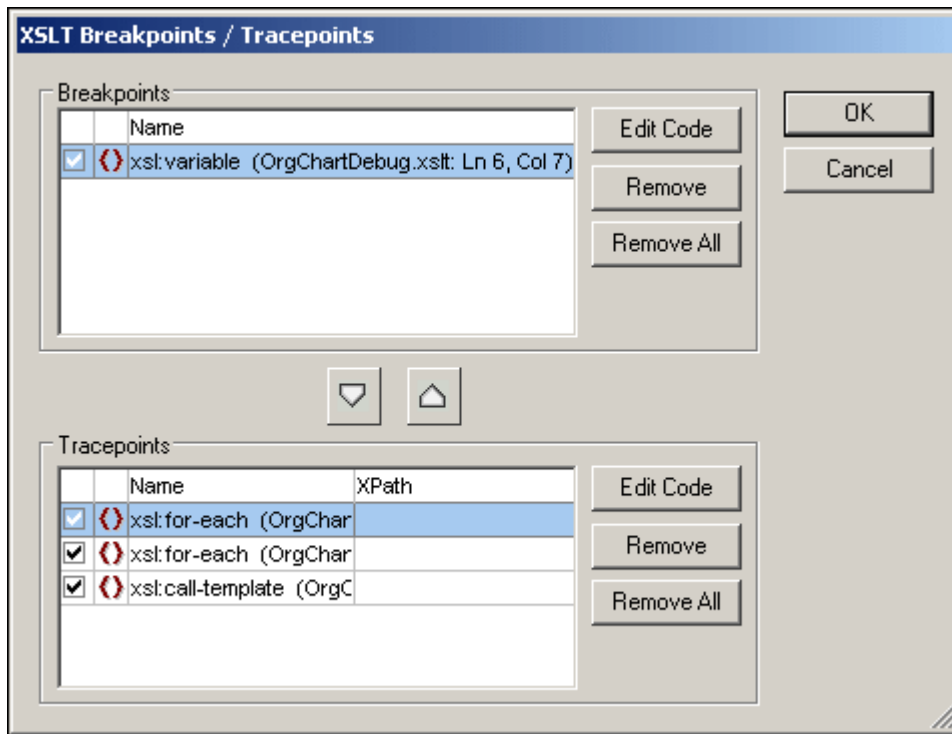 XSLT Breakpoints / Tracepoints
Breakpoints
Name
xsl:variable (OrgChartDebug.xslt: Ln 6, Col 7)
Edit Code
Remove
Remove All
OK
Cancel
Tracepoints
Name XPath
xsl:for-each (OrgChar
xsl:for-each (OrgChar
xsl:call-template (OrgC
Edit Code
Remove
Remove All